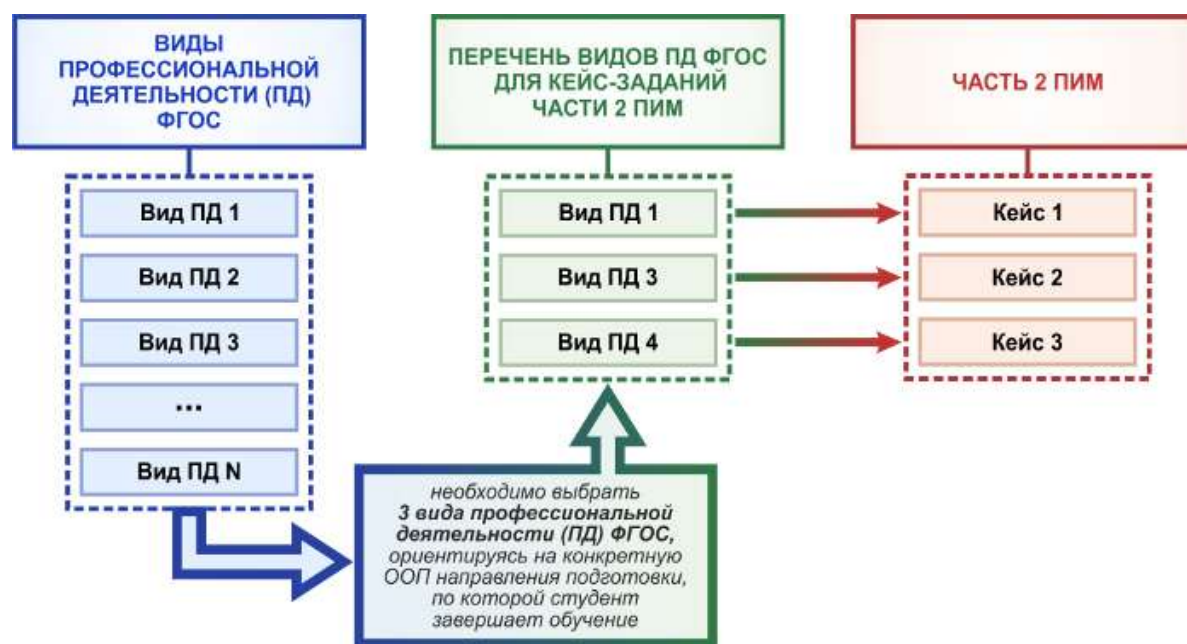 ВИДЫ
ПРОФЕССИОНАЛЬНОЙ
ДЕЯТЕЛЬНОСТИ (ПД)
ФГОС
Вид ПД 1
Вид ПД 2
Вид ПД 3
...
Вид ПД N
необходимо выбрать
3 вида профессиональной
деятельности (ПД) ФГОС,
ориентируясь на конкретную
ООП направления подготовки,
по которой студент
завершает обучение
ПЕРЕЧЕНЬ ВИДОВ ПД ФГОС
ДЛЯ КЕЙС-ЗАДАНИЙ
ЧАСТИ 2 ПИМ
Вид ПД 1
Вид ПД 3
Вид ПД 4
ЧАСТЬ 2 ПИМ
Кейс 1
Кейс 2
Кейс 3